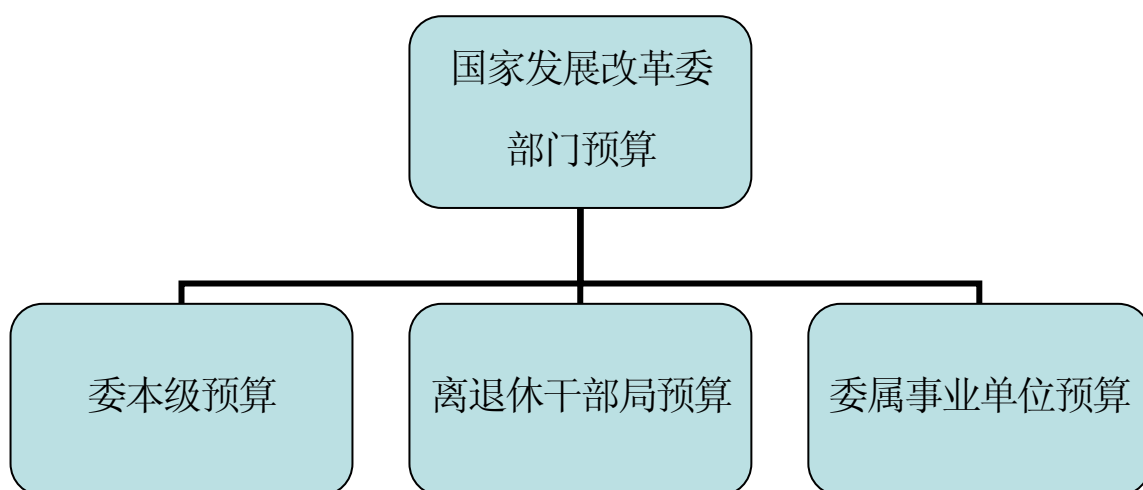 国家发展改革委
部门预算
委本级预算
离退休干部局预算
委属事业单位预算